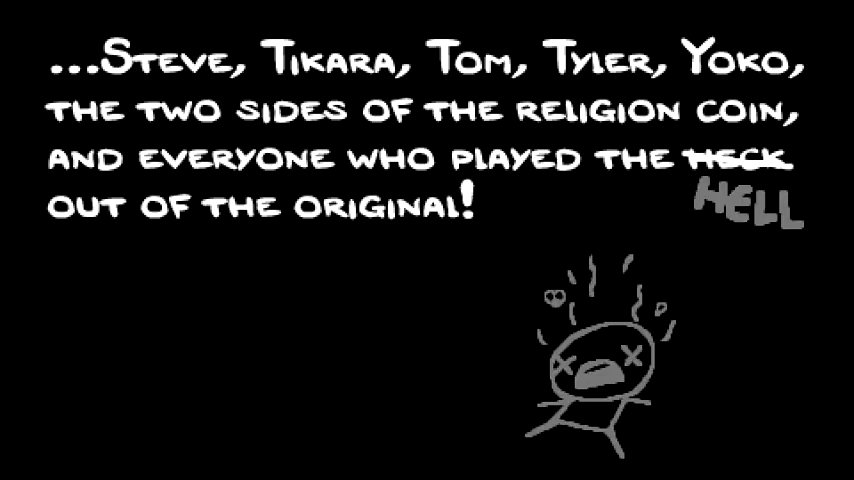 ...Steve, Tikara, Tom, Tyler, Yoko,
the two sides of the religion coin,
and everyone who played the heck
HELL
out of the original!